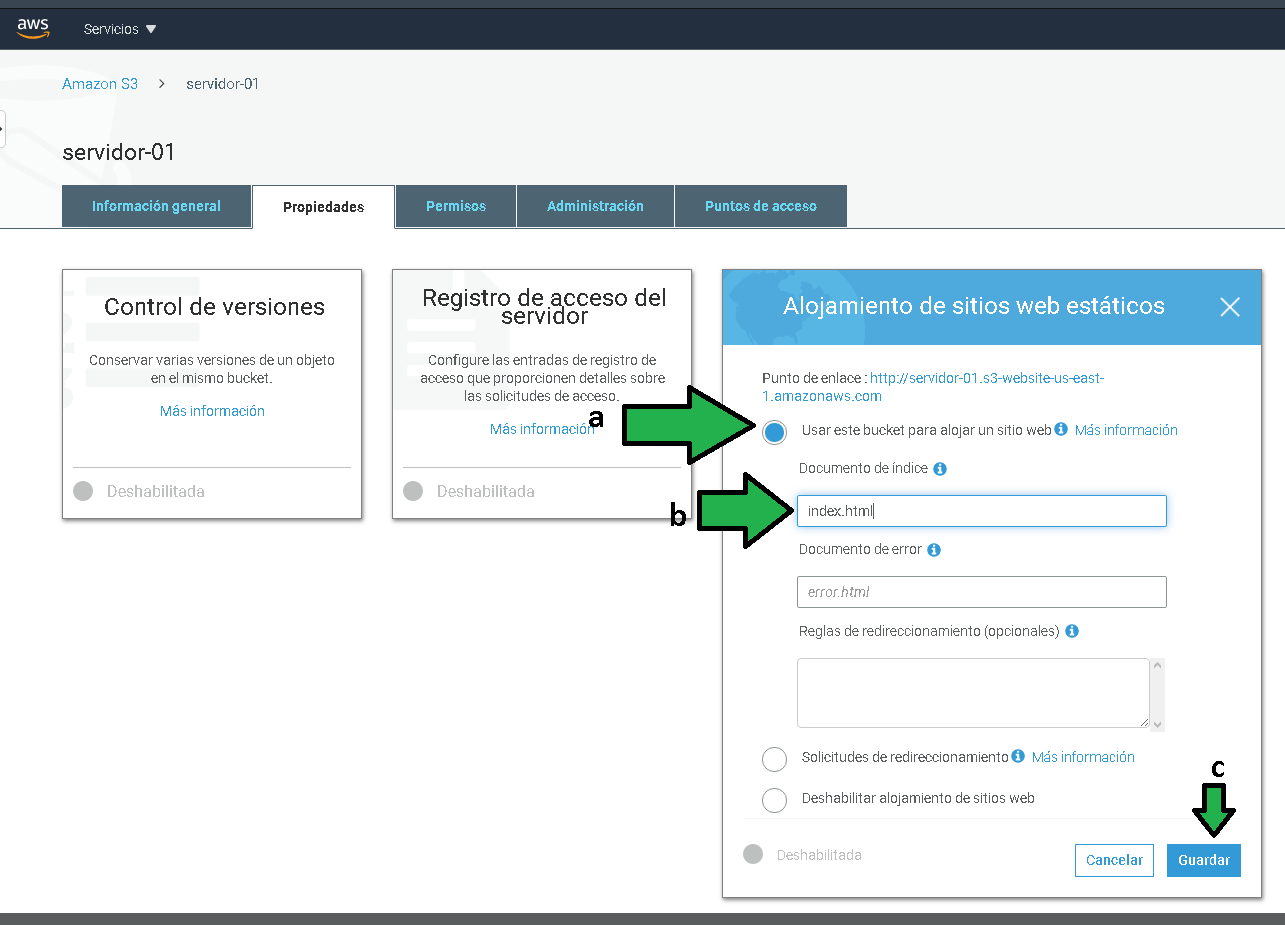 aws
Servicios
Amazon S3 > servidor-01
servidor-01
Información general
Propiedades
Permisos
Administración
Puntos de acceso
Control de versiones
Conservar varias versiones de un objeto
en el mismo bucket.
Más información
Deshabilitada
Registro de acceso del
servidor
Configure las entradas de registro de
acceso que proporcionen detalles sobre
las solicitudes de acceso.
Más información
Deshabilitada
Alojamiento de sitios web estáticos
Punto de enlace : http://servidor-01.s3-website-us-east-
1.amazonaws.com
a
Usar este bucket para alojar un sitio web Más información
Documento de índice
b
index.html
Documento de error
error.html
Reglas de redireccionamiento (opcionales)
Solicitudes de redireccionamiento Más información
Deshabilitar alojamiento de sitios web
c
Deshabilitada
Cancelar
Guardar